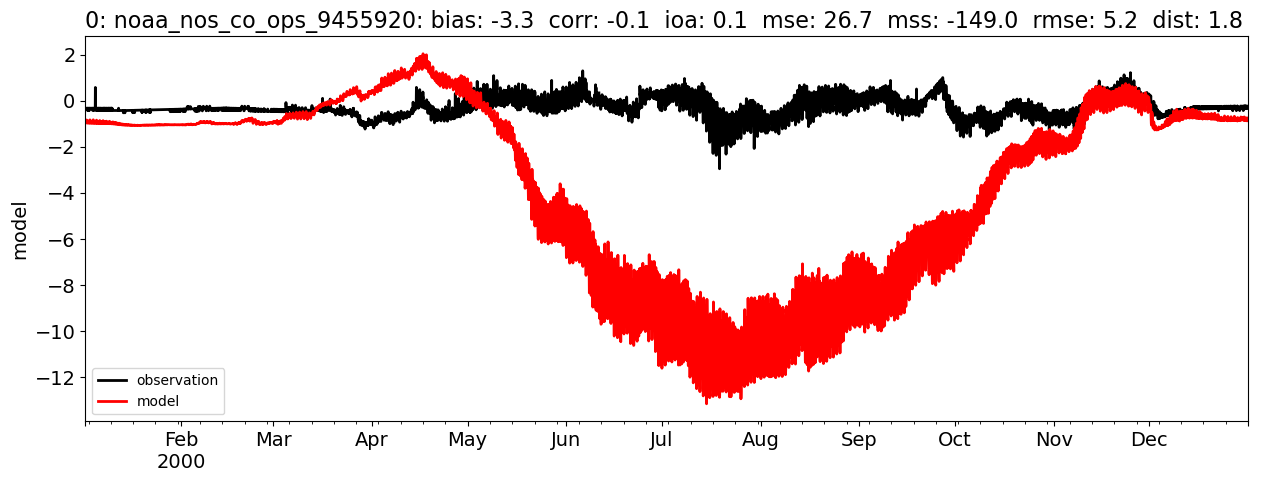 0: noaa_nos_co_ops_9455920: bias: -3.3  corr: -0.1  ioa: 0.1  mse: 26.7  mss: -149.0  rmse: 5.2  dist: 1.8
2
0
−2
−4
−6
−8
−10
−12
model
observation
model
Feb
Mar
Apr
May
Jun
Jul
Aug
Sep
Oct
Nov
Dec
2000